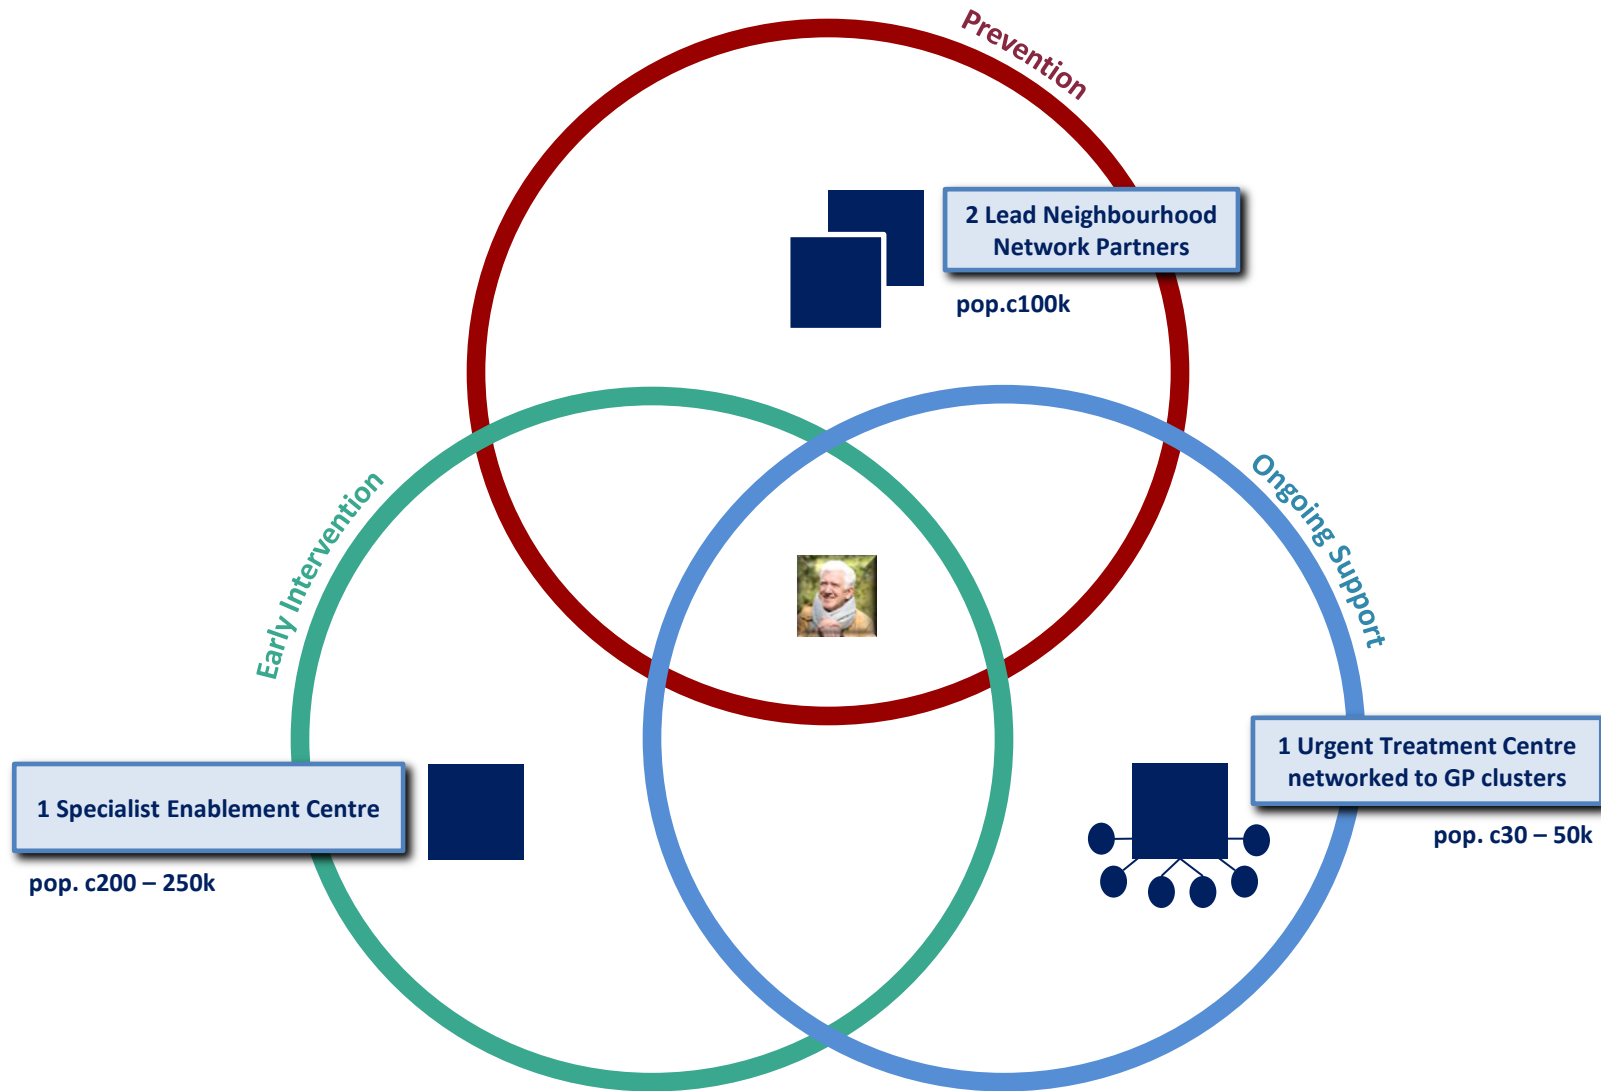 Prevention
2 Lead Neighbourhood
Network Partners
pop.c100k
Early Intervention
Ongoing Support
1 Specialist Enablement Centre
pop. c200 – 250k
1 Urgent Treatment Centre
networked to GP clusters
pop. c30 – 50k